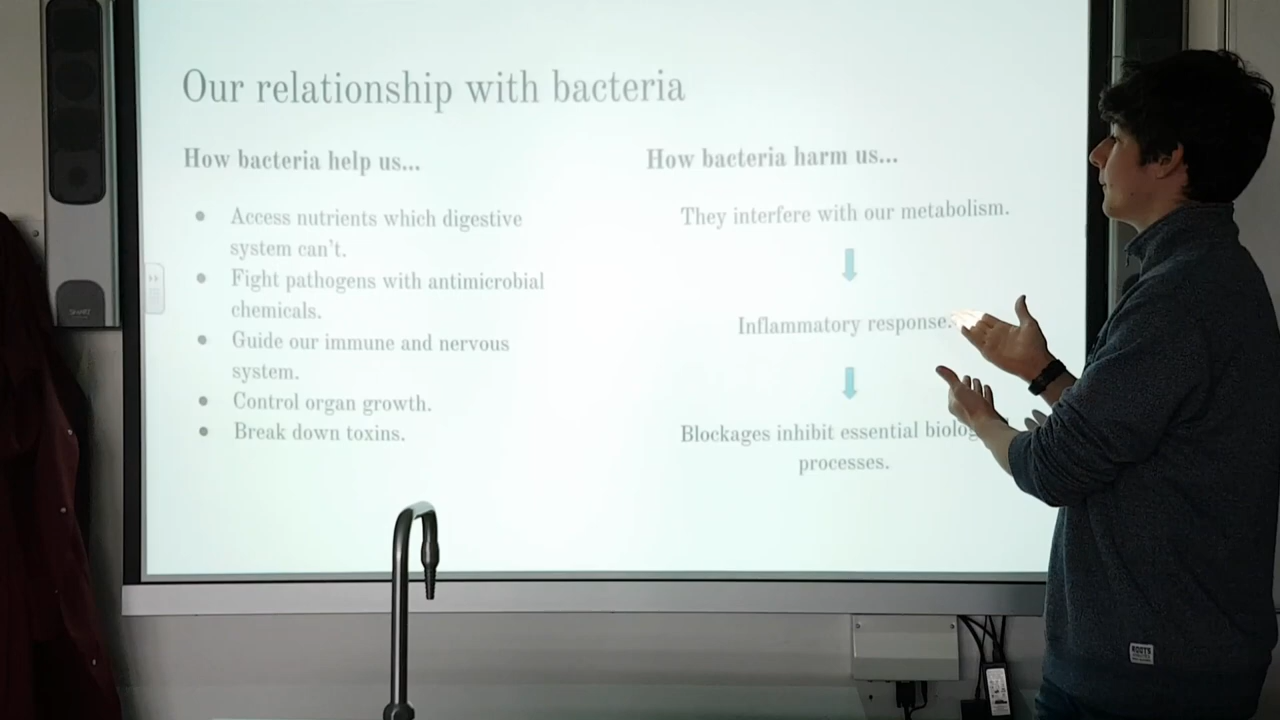 Our relationship with bacteria
How bacteria help us...
● Access nutrients which digestive
system can't.
● Fight pathogens with antimicrobial
chemicals.
● Guide our immune and nervous
system.
● Control organ growth.
● Break down toxins.
How bacteria harm us...
They interfere with our metabolism.
Inflammatory response.
Blockages inhibit essential
processes.
SMART
ROOTS